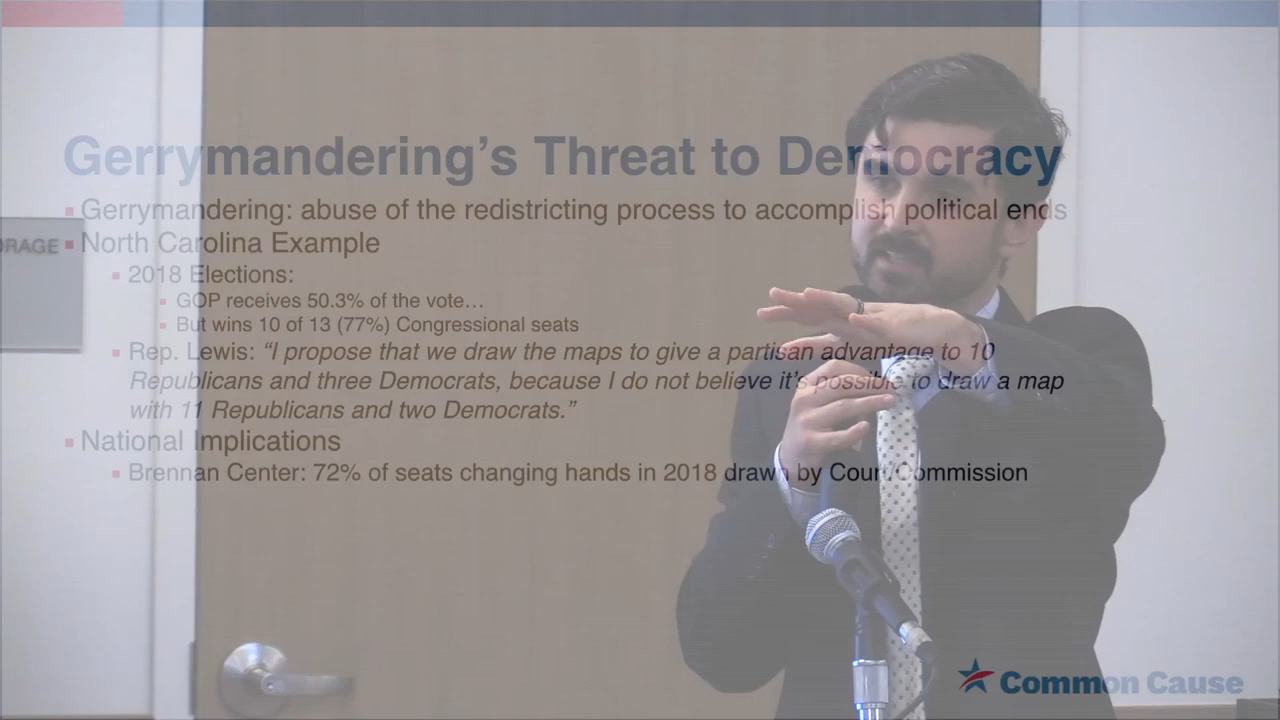 Gerrymandering's Threat to Democracy
Gerrymandering: abuse of the redistricting process to accomplish political ends
ORAGE
North Carolina Example
2018 Elections:
GOP receives 50.3% of the vote…
But wins 10 of 13 (77%) Congressional seats
Rep. Lewis: “I propose that we draw the maps to give a partisan advantage to 10
Republicans and three Democrats, because I do not believe it’s possible to draw a map
with 11 Republicans and two Democrats.”
National Implications
Brennan Center: 72% of seats changing hands in 2018 drawn by Court/Commission
Common Cause